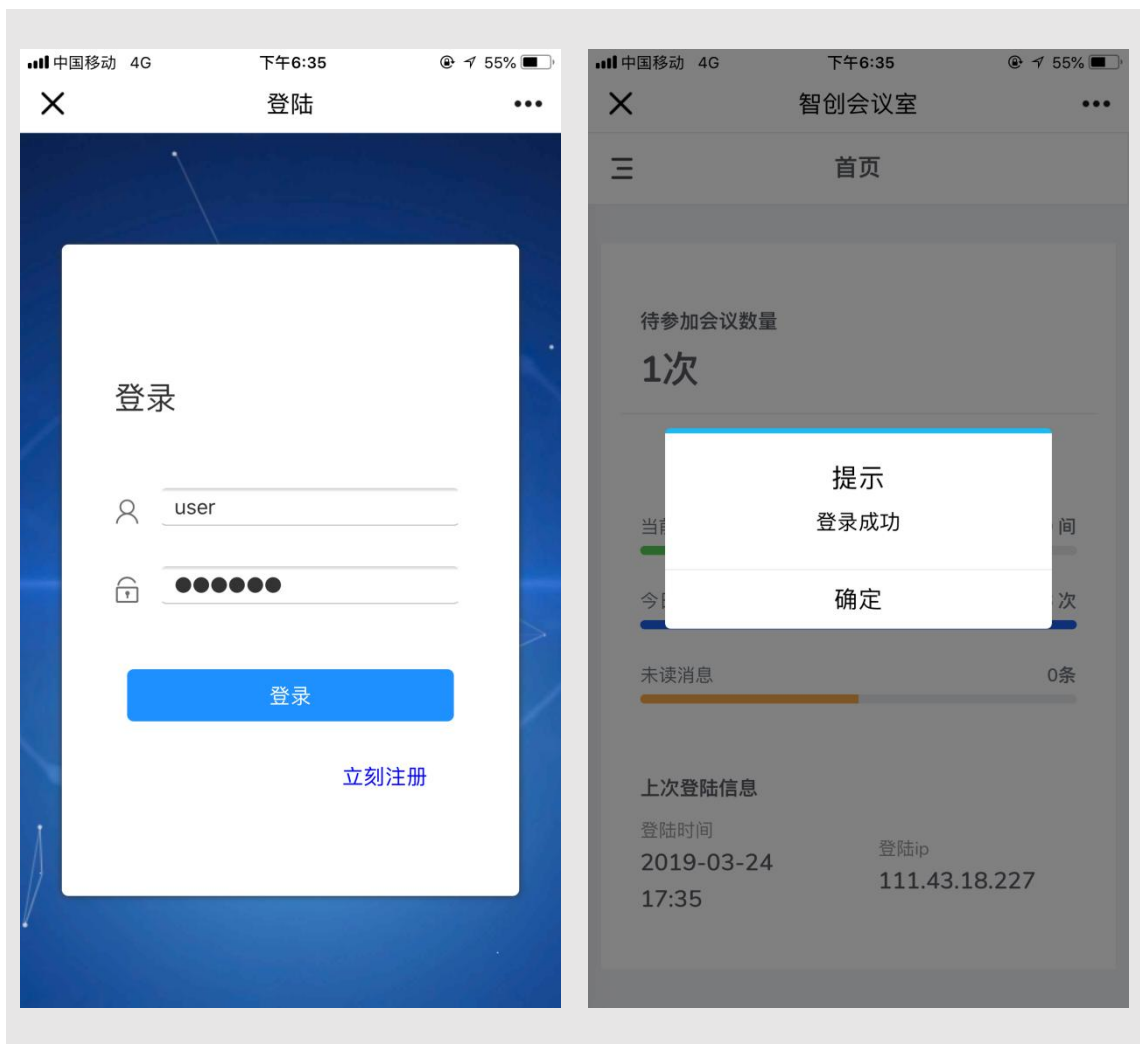 中国移动 4G 下午6:35 55%
登陆
登录
user
登录
立刻注册
中国移动 4G 下午6:35 55%
智创会议室
首页
待参加会议数量
1次
提示
登录成功
确定
当 间
今 次
未读消息 0条
上次登陆信息
登陆时间
2019-03-24
17:35
登陆ip
111.43.18.227